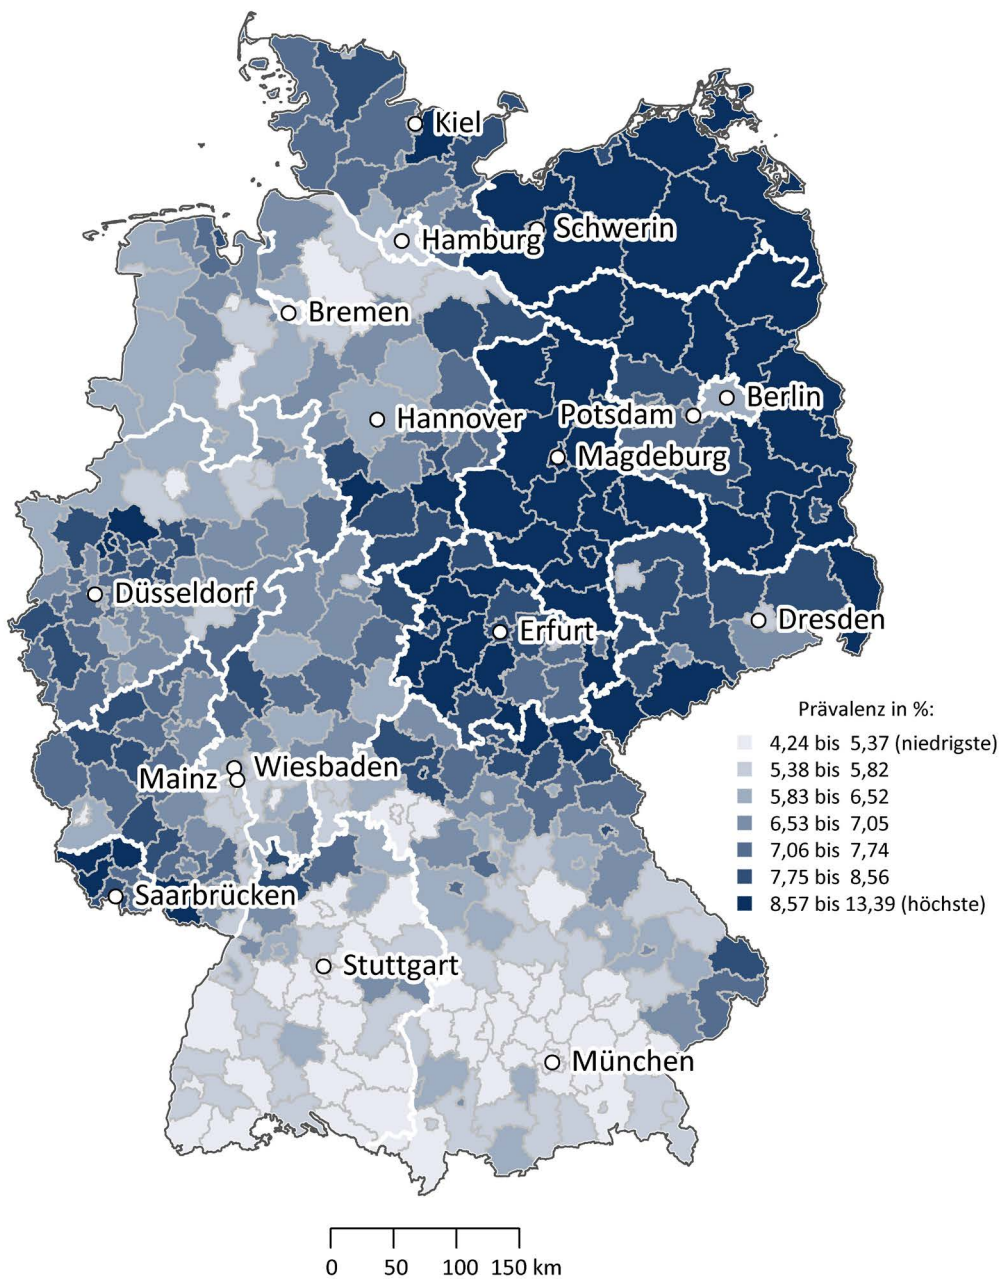 Kiel
Schwerin
Hamburg
Bremen
Berlin
Hannover
Potsdam
Magdeburg
Düsseldorf
Erfurt
Dresden
Prävalenz in %:
4,24 bis 5,37 (niedrigste)
5,38 bis 5,82
5,83 bis 6,52
6,53 bis 7,05
7,06 bis 7,74
7,75 bis 8,56
8,57 bis 13,39 (höchste)
Mainz
Wiesbaden
Saarbrücken
Stuttgart
München
0 50 100 150 km